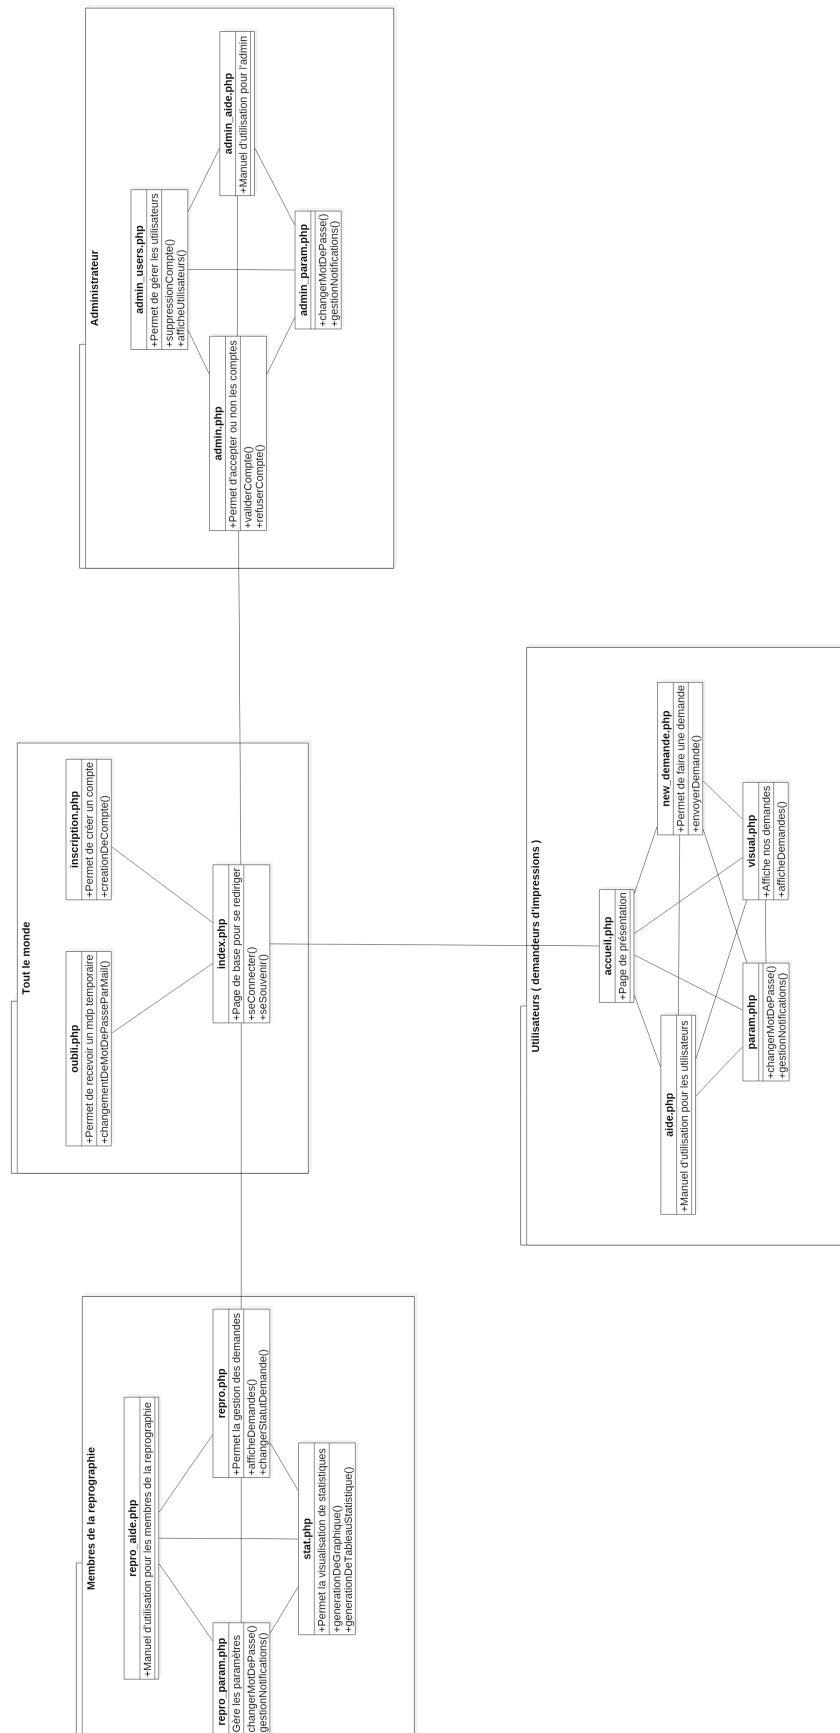 Membres de la reprographie
repro_aide.php
+Manuel d'utilisation pour les membres de la reprographie
repro_param.php
Gère les paramètres
changerMotDePasse()
gestionNotifications()
repro.php
+Permet la gestion des demandes
+afficheDemandes()
+changerStatutDemande()
stat.php
+Permet la visualisation de statistiques
+generationDeGraphique()
+generationDeTableauStatistique()
Tout le monde
oubli.php
+Permet de recevoir un mdp temporaire
+changementDeMotDePasseParMail()
inscription.php
+Permet de créer un compte
+creationDeCompte()
index.php
+Page de base pour se rediriger
+seConnecter()
+seSouvenir()
Administrateur
admin_users.php
+Permet de gérer les utilisateurs
+suppressionCompte()
+afficheUtilisateurs()
admin.php
+Permet d'accepter ou non les comptes
+validerCompte()
+refuserCompte()
admin_aide.php
+Manuel d'utilisation pour l'admin
admin_param.php
+changerMotDePasse()
+gestionNotifications()
Utilisateurs ( demandeurs d'impressions )
accueil.php
+Page de présentation
aide.php
+Manuel d'utilisation pour les utilisateurs
new_demande.php
+Permet de faire une demande
+envoyerDemande()
param.php
+changerMotDePasse()
+gestionNotifications()
visual.php
+Affiche nos demandes
+afficheDemandes()